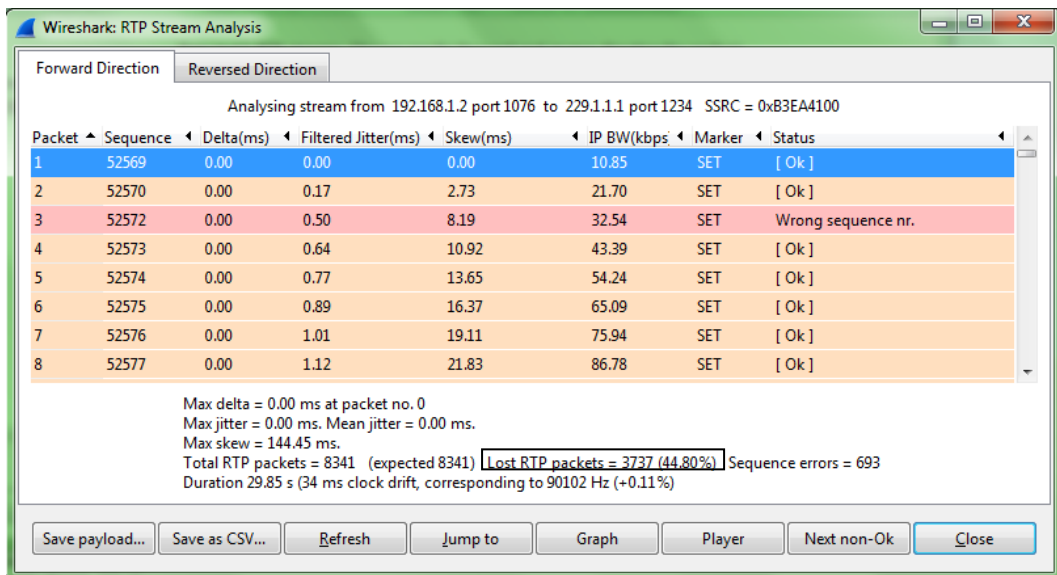 Wireshark: RTP Stream Analysis
Forward Direction Reversed Direction
Analysing stream from 192.168.1.2 port 1076 to 229.1.1.1 port 1234 SSRC = 0xB3EA4100
Packet Sequence Delta(ms) Filtered Jitter(ms) Skew(ms) IP BW(kbps) Marker Status
1 52569 0.00 0.00 0.00 10.85 SET [ Ok ]
2 52570 0.00 0.17 2.73 21.70 SET [ Ok ]
3 52572 0.00 0.50 8.19 32.54 SET Wrong sequence nr.
4 52573 0.00 0.64 10.92 43.39 SET [ Ok ]
5 52574 0.00 0.77 13.65 54.24 SET [ Ok ]
6 52575 0.00 0.89 16.37 65.09 SET [ Ok ]
7 52576 0.00 1.01 19.11 75.94 SET [ Ok ]
8 52577 0.00 1.12 21.83 86.78 SET [ Ok ]
Max delta = 0.00 ms at packet no. 0
Max jitter = 0.00 ms. Mean jitter = 0.00 ms.
Max skew = 144.45 ms.
Total RTP packets = 8341 (expected 8341) Lost RTP packets = 3737 (44.80%) Sequence errors = 693
Duration 29.85 s (34 ms clock drift, corresponding to 90102 Hz (+0.11%)
Save payload... Save as CSV... Refresh Jump to Graph Player Next non-Ok Close